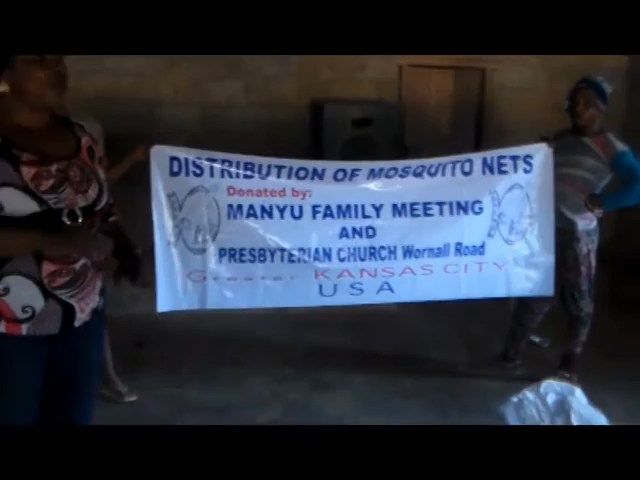 DISTRIBUTION OF MOSQUITO NETS
Donated by:
MANYU FAMILY MEETING
AND
PRESBYTERIAN CHURCH Wornall Road
Greater KANSAS CITY
USA